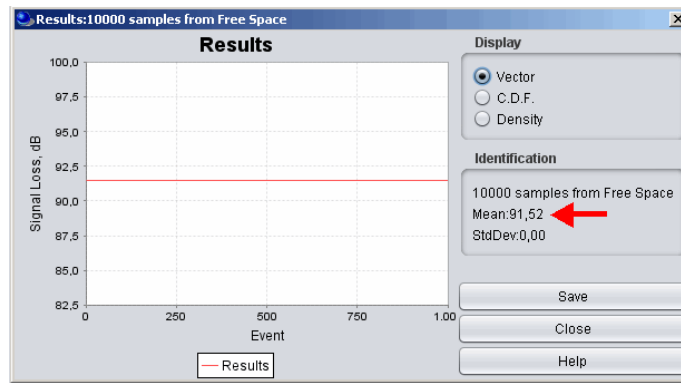 Results:10000 samples from Free Space
Results
100,0
97,5
95,0
92,5
90,0
87,5
85,0
82,5
Signal Loss, dB
0 250 500 750 1.00
Event
Results
Display
Vector
C.D.F.
Density
Identification
10000 samples from Free Space
Mean:91,52
StdDev:0,00
Save
Close
Help